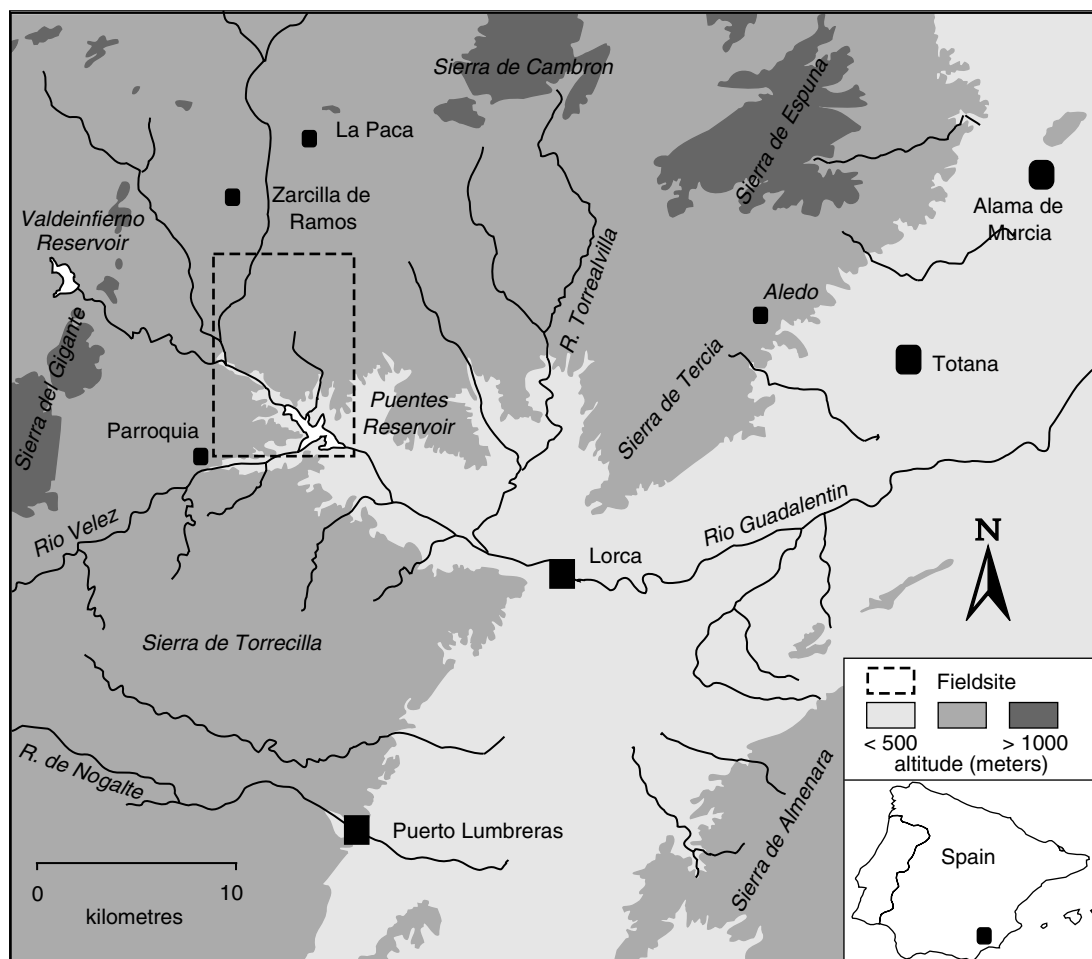 Sierra de Cambron
Sierra de Espuna
La Paca
Zarcilla de
Ramos
Valdeinfierno
Reservoir
Alama de
Murcia
R. Torrealvilla
Aledo
Sierra del Gigante
Totana
Puentes
Reservoir
Sierra de Tercia
Parroquia
Rio Velez
Rio Guadalentin
Lorca
N
Sierra de Torrecilla
Fieldsite
< 500
> 1000
altitude (meters)
R. de Nogalte
Puerto Lumbreras
Sierra de Almenara
Spain
0
10
kilometres